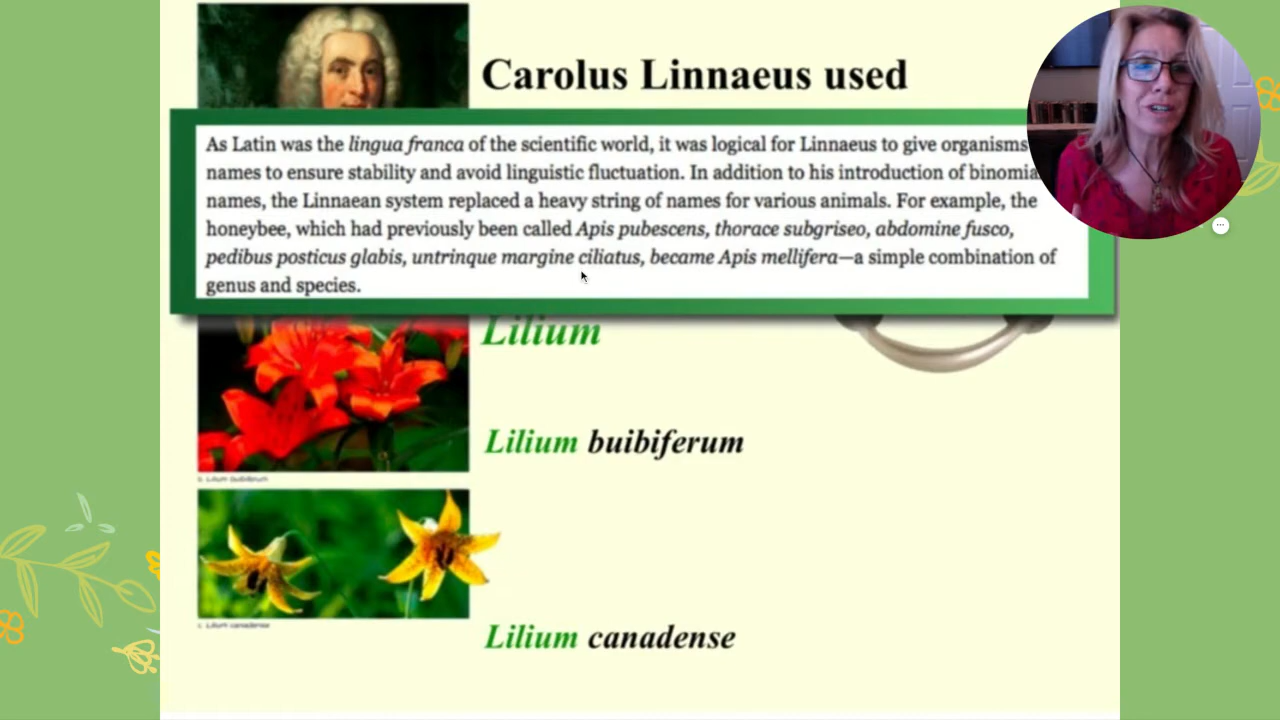 Carolus Linnaeus used
As Latin was the lingua franca of the scientific world, it was logical for Linnaeus to give organisms
names to ensure stability and avoid linguistic fluctuation. In addition to his introduction of binomia
names, the Linnaean system replaced a heavy string of names for various animals. For example, the
honeybee, which had previously been called Apis pubescens, thorace subgriseo, abdomine fusco,
pedibus posticus glabis, untrinque margine ciliatus, became Apis mellifera—a simple combination of
genus and species.
Lilium
Lilium buibiferum
Lilium canadense